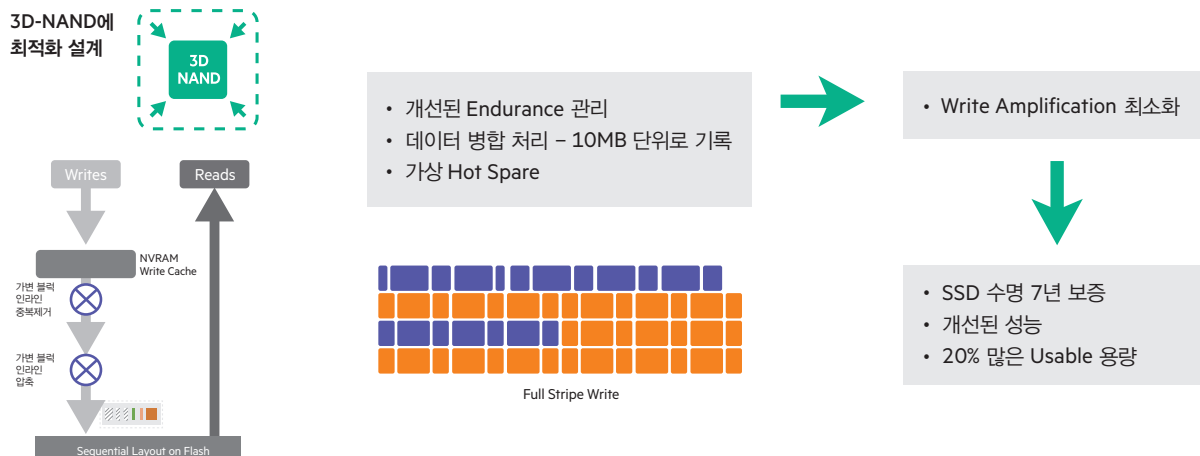 3D-NAND에
최적화 설계
3D
NAND
Writes
Reads
NVRAM
Write Cache
가변 블럭
인라인
중복제거
가변 블럭
인라인
압축
Sequential Layout on Flash
• 개선된 Endurance 관리
• 데이터 병합 처리 – 10MB 단위로 기록
• 가상 Hot Spare
Full Stripe Write
• Write Amplification 최소화
• SSD 수명 7년 보증
• 개선된 성능
• 20% 많은 Usable 용량